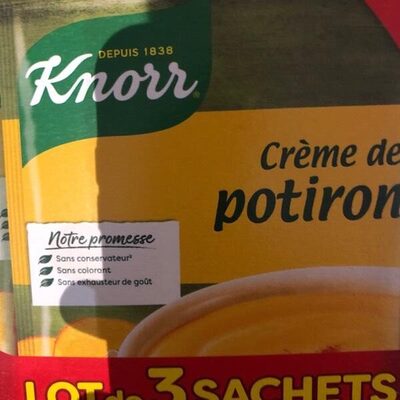 DEPUIS 1838
Knorr®
Crème de
potiron
Notre promesse
Sans conservateur*
Sans colorant
Sans exhausteur de goût
LOT de 3 SACHETS